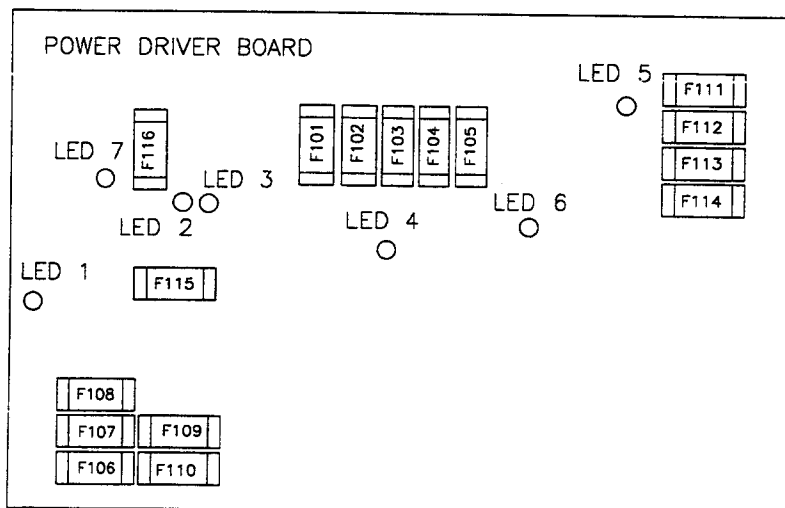 POWER DRIVER BOARD
LED 5
F111
F112
F113
F114
F116
F101
F102
F103
F104
F105
LED 7
LED 3
LED 2
LED 4
LED 6
LED 1
F115
F108
F107
F109
F106
F110